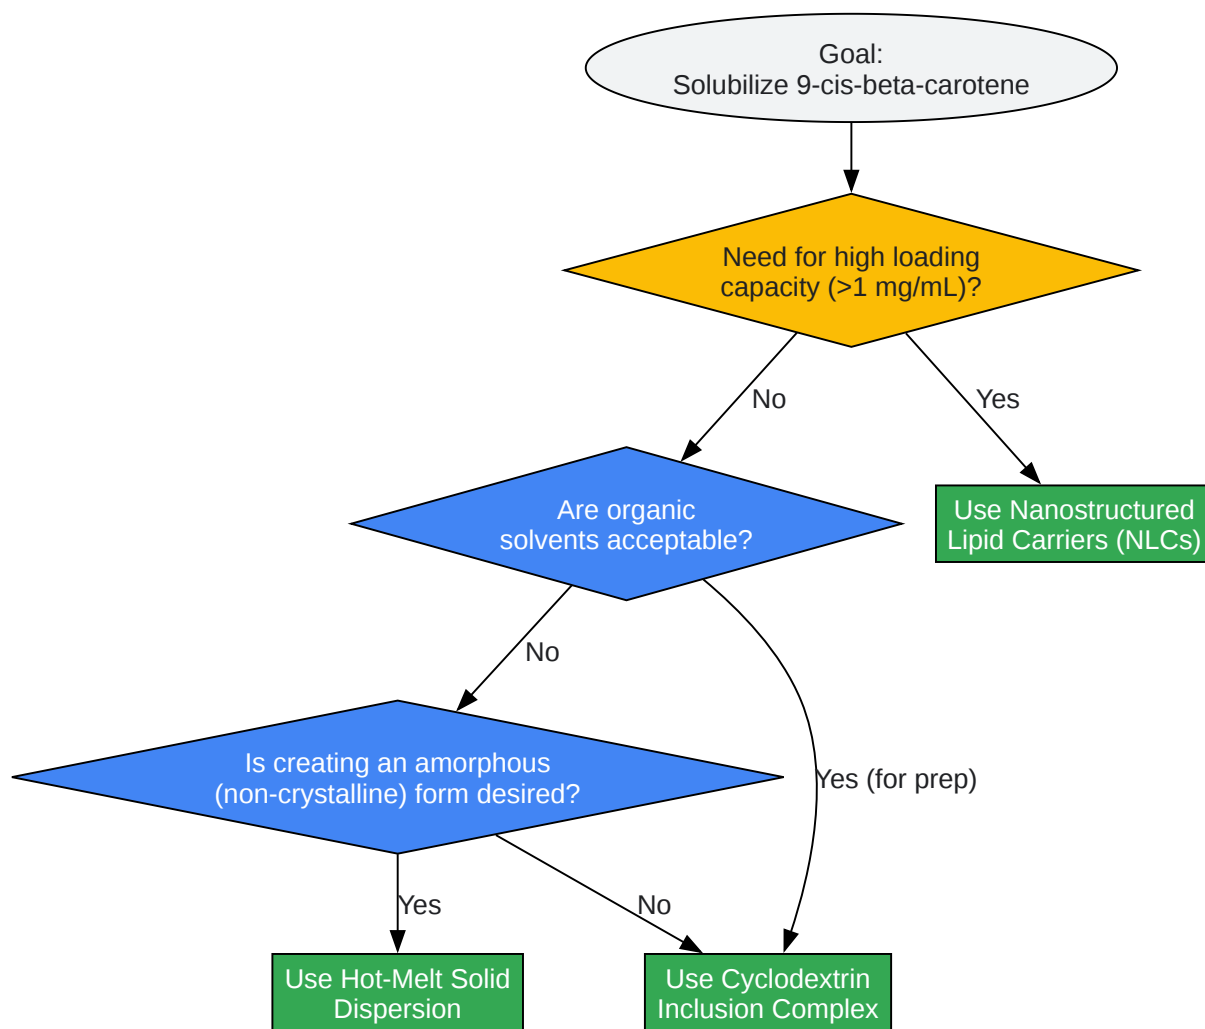 Goal:
Solubilize 9-cis-beta-carotene
Need for high loading
capacity (>1 mg/mL)?
No
Yes
Are organic
solvents acceptable?
Use Nanostructured
Lipid Carriers (NLCs)
No
Is creating an amorphous
(non-crystalline) form desired?
Yes (for prep)
Yes
No
Use Hot-Melt Solid
Dispersion
Use Cyclodextrin
Inclusion Complex